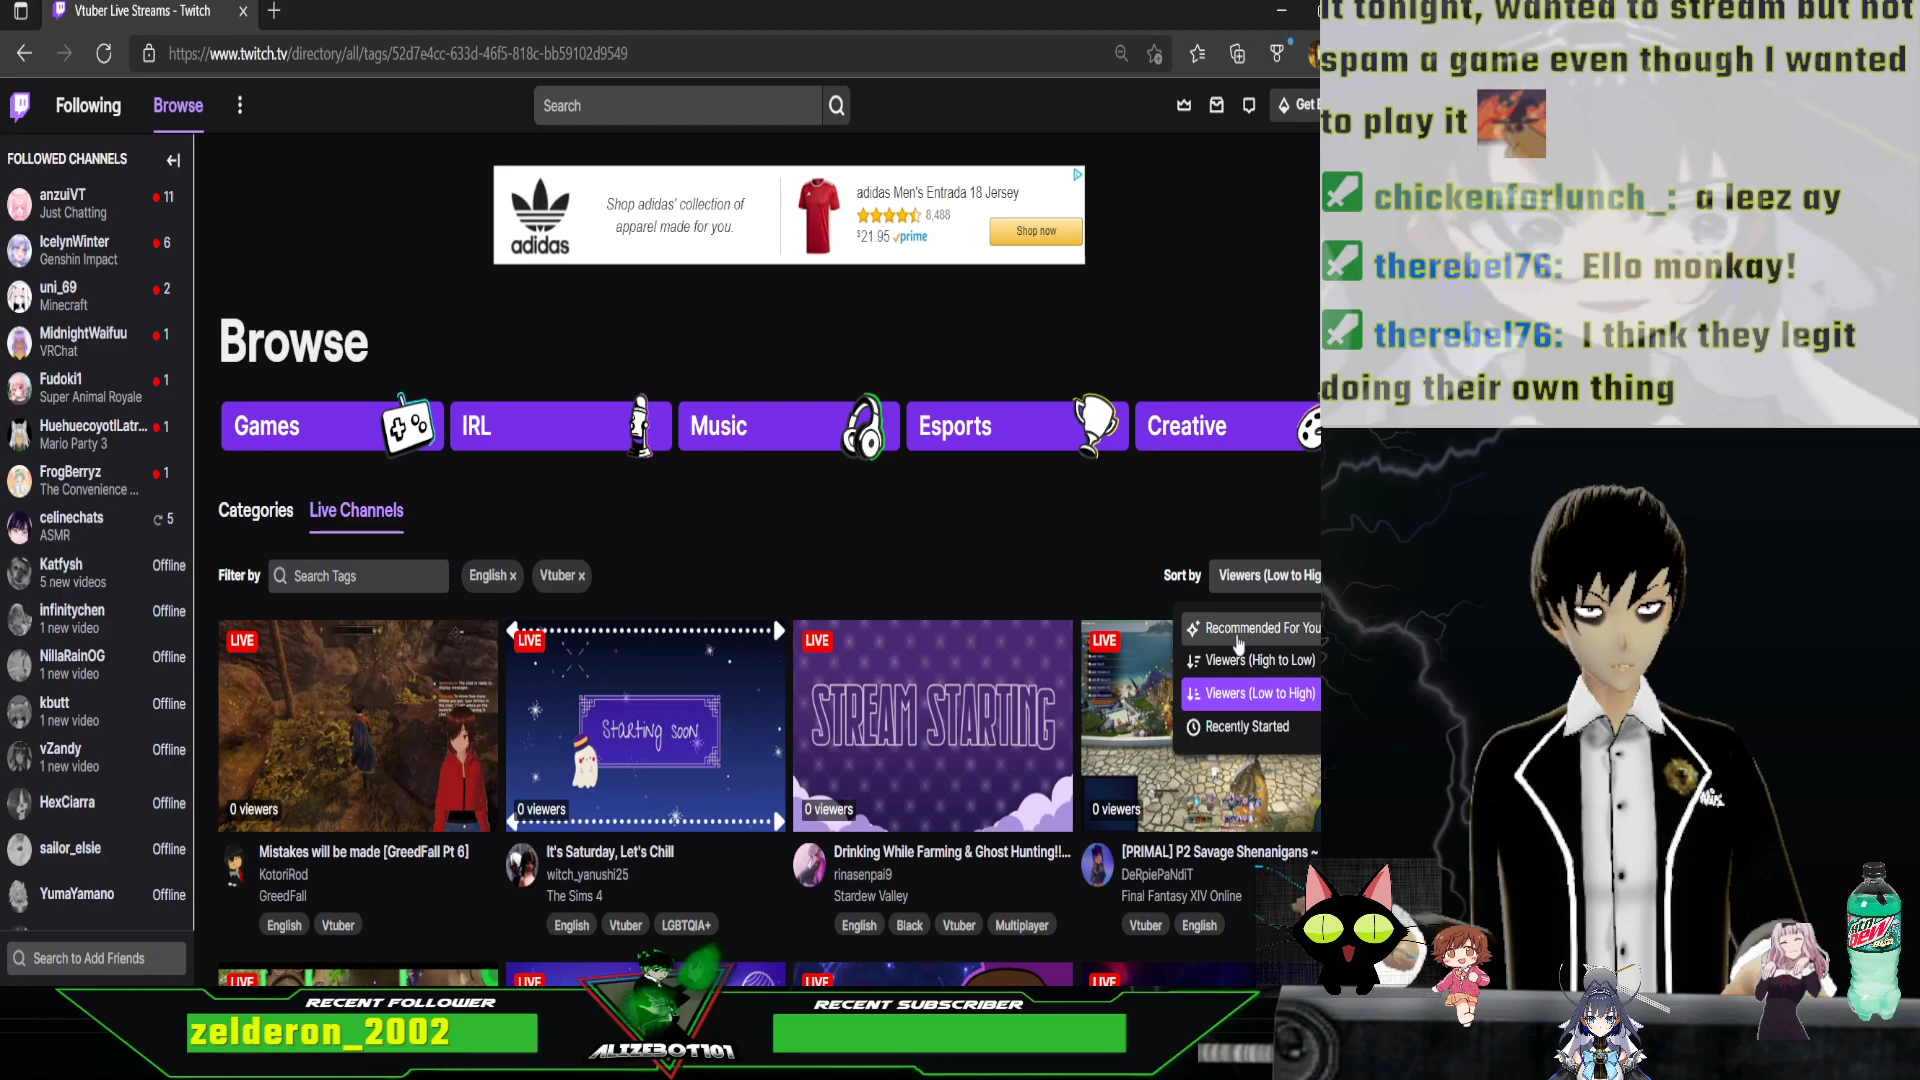 Vtuber Live Streams - Twitch
https://www.twitch.tv/directory/all/tags/52d7e4cc-633d-46f5-818c-bb59102d9549
Following
Browse
Search
Get
FOLLOWED CHANNELS
anzuiVT
Just Chatting
11
IcelynWinter
Genshin Impact
6
uni_69
Minecraft
2
MidnightWaifuu
VRChat
1
Fudoki1
Super Animal Royale
1
HuehuecoyotlLatr...
Mario Party 3
1
FrogBerryz
The Convenience ...
1
celinechats
ASMR
5
Katfysh
5 new videos
Offline
infinitychen
1 new video
Offline
NillaRainOG
1 new video
Offline
kbutt
1 new video
Offline
vZandy
1 new video
Offline
HexCiarra
Offline
sailor_elsie
Offline
YumaYamano
Offline
Search to Add Friends
adidas
Shop adidas' collection of
apparel made for you.
adidas Men's Entrada 18 Jersey
8,488
$21.95 prime
Shop now
Browse
Games
IRL
Music
Esports
Creative
Categories
Live Channels
Filter by
Search Tags
English x
Vtuber x
Sort by
Viewers (Low to Hig
Recommended For You
Viewers (High to Low)
Viewers (Low to High)
Recently Started
LIVE
0 viewers
Mistakes will be made [GreedFall Pt 6]
KotoriRod
GreedFall
English
Vtuber
LIVE
Starting soon
0 viewers
It's Saturday, Let's Chill
witch_yanushi25
The Sims 4
English
Vtuber
LGBTQIA+
LIVE
STREAM STARTING
0 viewers
Drinking While Farming & Ghost Hunting!!...
rinasenpai9
Stardew Valley
English
Black
Vtuber
Multiplayer
LIVE
0 viewers
[PRIMAL] P2 Savage Shenanigans ~
DeRpiePaNdiT
Final Fantasy XIV Online
Vtuber
English
LIVE
LIVE
LIVE
LIVE
it tonight, wanted to stream but not
spam a game even though I wanted
to play it
chickenforlunch_: a leez ay
therebel76: Ello monkay!
therebel76: I think they legit
doing their own thing
RECENT FOLLOWER
zelderon_2002
ALIZEBOT101
RECENT SUBSCRIBER
MTN DEW